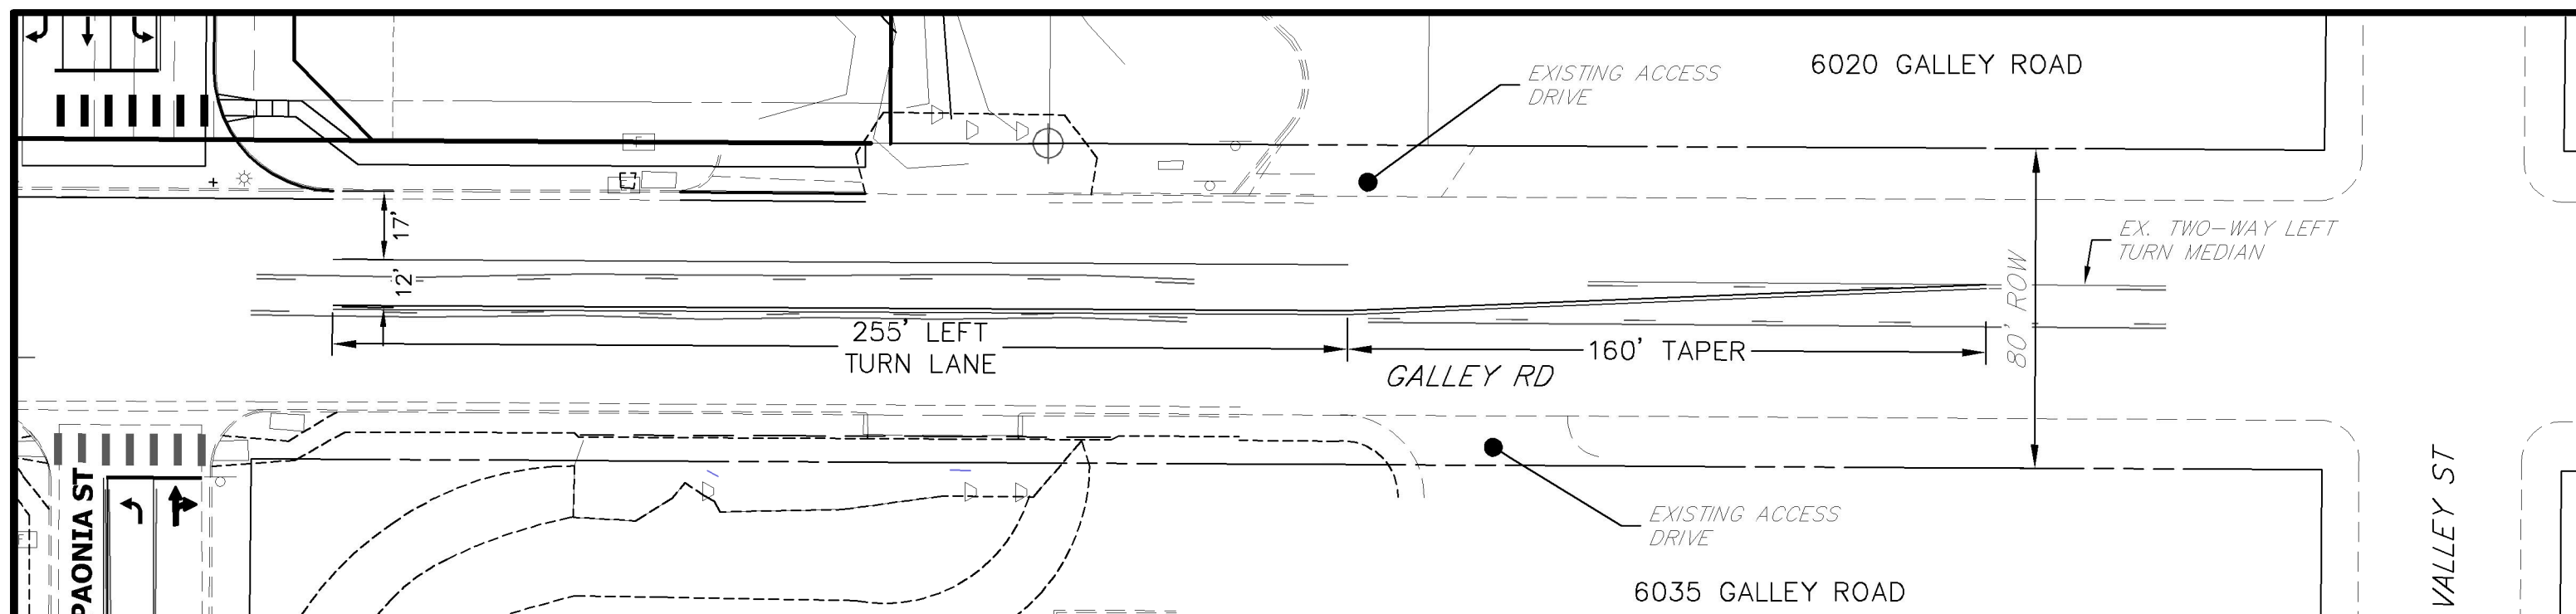 6020 GALLEY ROAD
EXISTING ACCESS
DRIVE
17'
12'
EX. TWO-WAY LEFT
TURN MEDIAN
80' ROW
255' LEFT
TURN LANE
160' TAPER
GALLEY RD
PAONIA ST
EXISTING ACCESS
DRIVE
6035 GALLEY ROAD
VALLEY ST